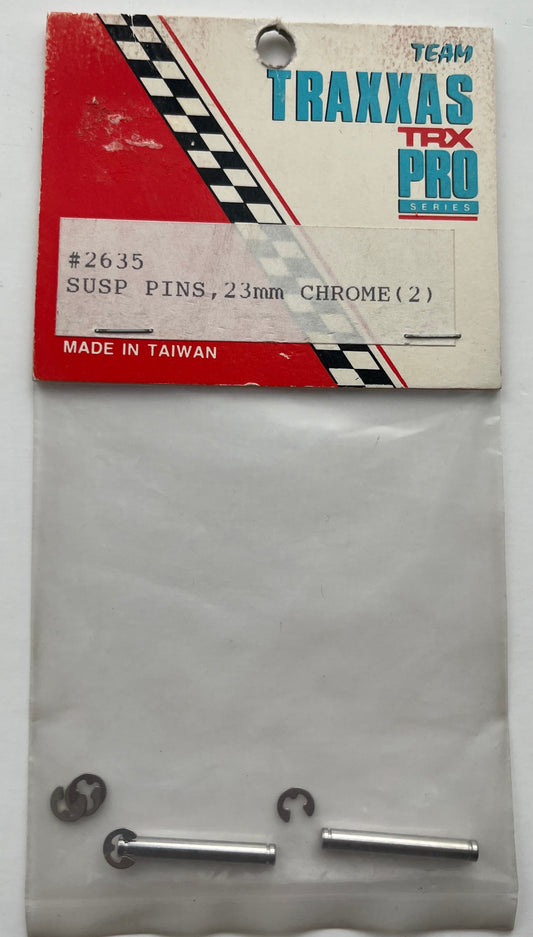 TEAM
TRAXXAS
TRX
PRO
SERIES
#2635
SUSP PINS,23mm CHROME(2)
MADE IN TAIWAN